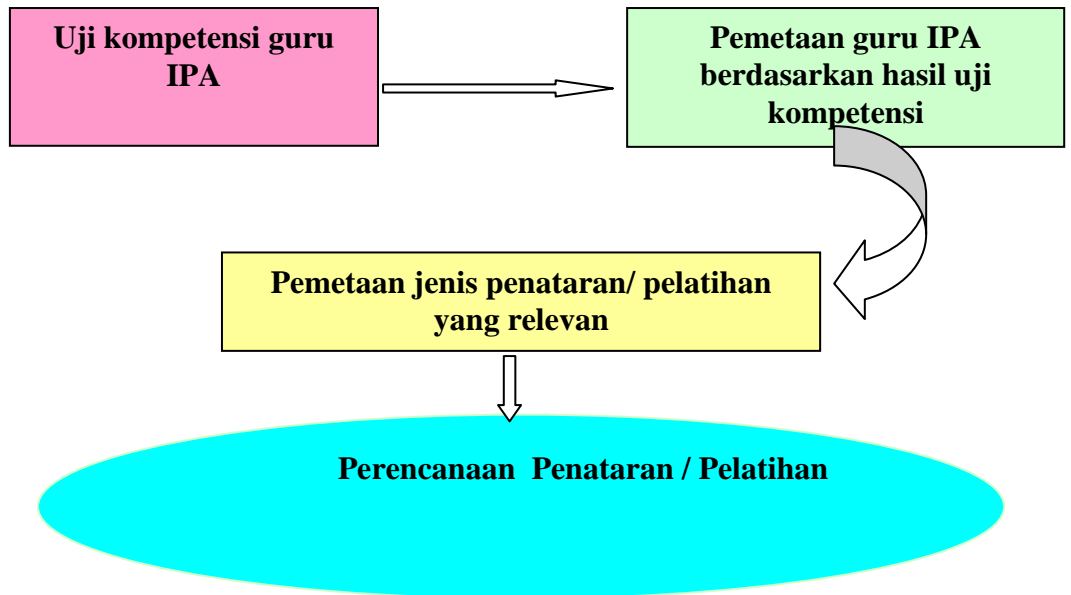 Uji kompetensi guru
IPA
Pemetaan guru IPA
berdasarkan hasil uji
kompetensi
Pemetaan jenis penataran/ pelatihan
yang relevan
Perencanaan  Penataran / Pelatihan